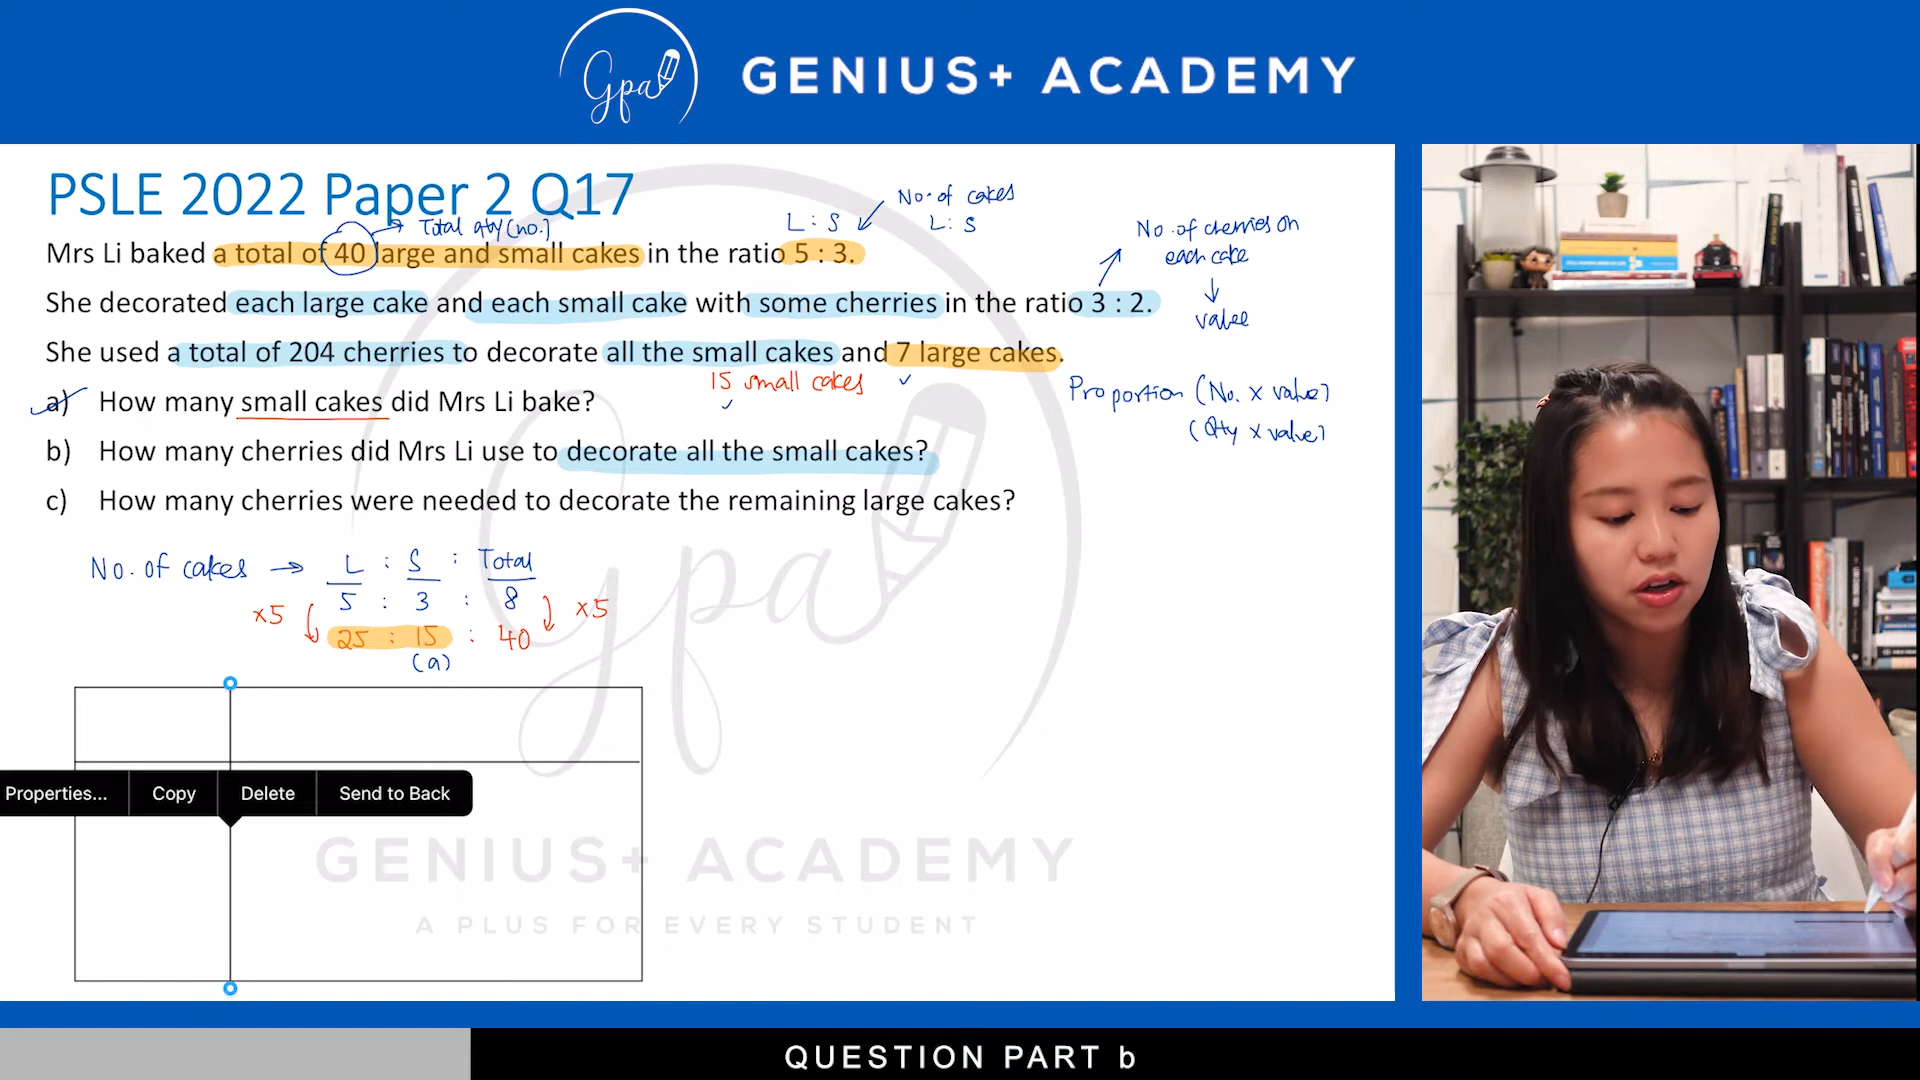 gpa
GENIUS+ ACADEMY
PSLE 2022 Paper 2 Q17
Total qty (no.)
L : S
No. of cakes
L : S
No. of cherries on
each cake
value
Mrs Li baked a total of 40 large and small cakes in the ratio 5 : 3.
She decorated each large cake and each small cake with some cherries in the ratio 3 : 2.
She used a total of 204 cherries to decorate all the small cakes and 7 large cakes.
15 small cakes
a) How many small cakes did Mrs Li bake?
Proportion (No. x value)
(Qty x value)
b) How many cherries did Mrs Li use to decorate all the small cakes?
c) How many cherries were needed to decorate the remaining large cakes?
No. of cakes → L : S : Total
5 : 3 : 8
x5 x5
25 : 15 : 40
(a)
Properties... Copy Delete Send to Back
gpa
GENIUS+ ACADEMY
A PLUS FOR EVERY STUDENT
QUESTION PART b